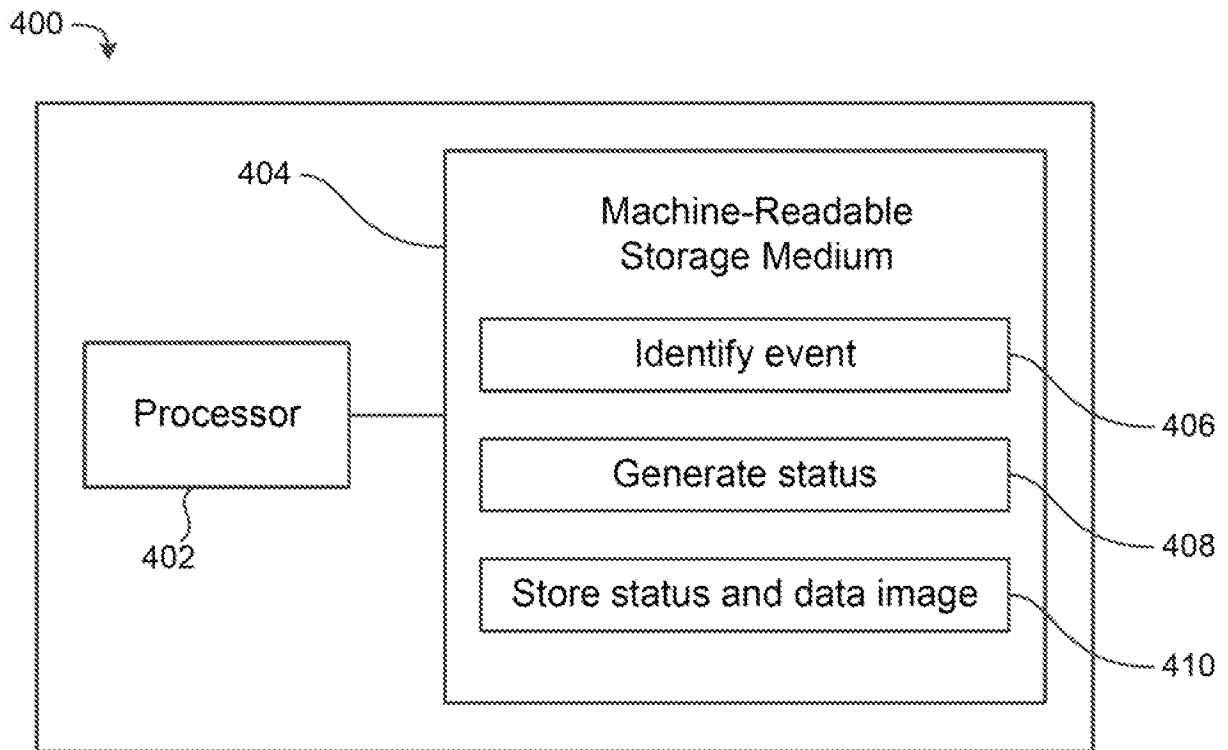 400
404
Machine-Readable
Storage Medium
Identify event
Processor
406
Generate status
402
408
Store status and data image
410